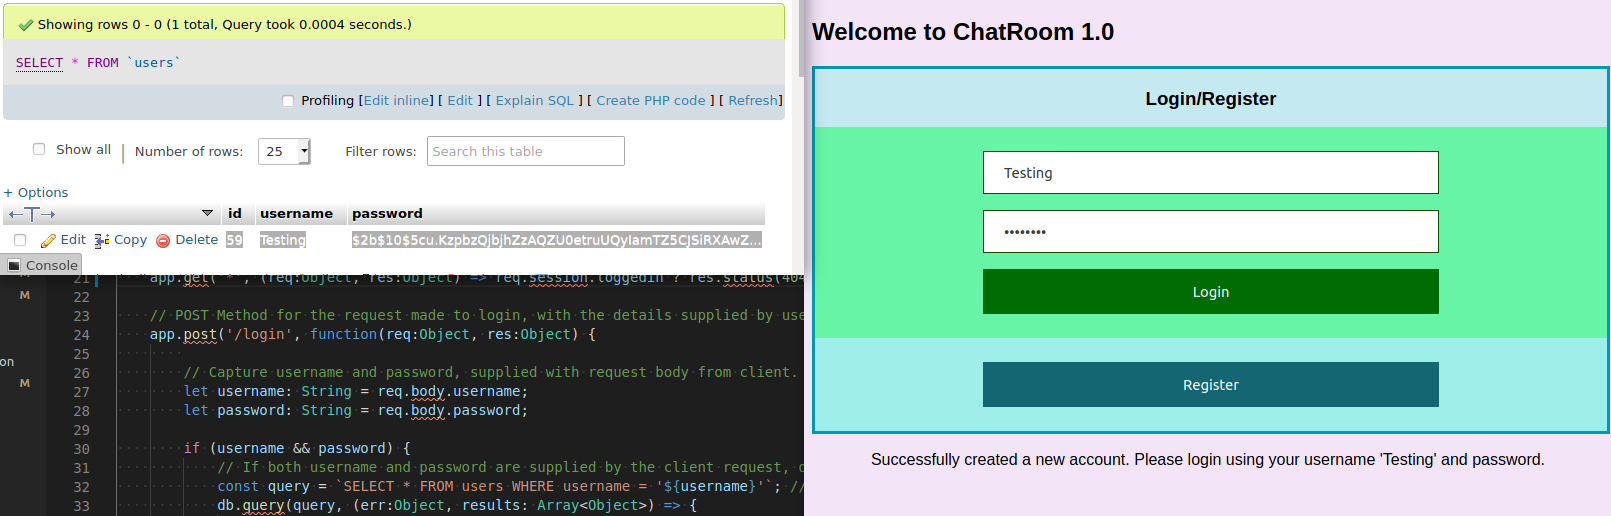 Showing rows 0 - 0 (1 total, Query took 0.0004 seconds.)
SELECT * FROM `users`
Profiling [Edit inline] [ Edit ] [ Explain SQL ] [ Create PHP code ] [ Refresh]
Show all | Number of rows: 25 Filter rows: Search this table
+ Options
id username password
Edit Copy Delete 59 Testing $2b$10$5cu.KzpbzQjbjhZzAQZU0etruUQyIamTZ5CJSiRXAwZ...
Console
21 app.get('*', (req:Object, res:Object) => req.session.loggedin ? res.status(404
M 22
23 // POST Method for the request made to login, with the details supplied by use
24 app.post('/login', function(req:Object, res:Object) {
25
on
26 // Capture username and password, supplied with request body from client.
M 27 let username: String = req.body.username;
28 let password: String = req.body.password;
29
30 if (username && password) {
31 // If both username and password are supplied by the client request,
32 const query = `SELECT * FROM users WHERE username = '${username}'`; //
33 db.query(query, (err:Object, results: Array<Object>) => {
Welcome to ChatRoom 1.0
Login/Register
Testing
••••••••
Login
Register
Successfully created a new account. Please login using your username 'Testing' and password.